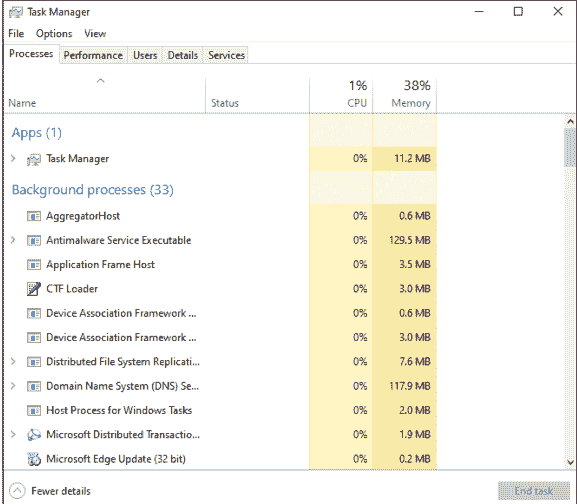 Task Manager
File Options View
Processes Performance Users Details Services
1% 38%
Name Status CPU Memory
Apps (1)
Task Manager 0% 11.2 MB
Background processes (33)
AggregatorHost 0% 0.6 MB
Antimalware Service Executable 0% 129.5 MB
Application Frame Host 0% 3.5 MB
CTF Loader 0% 3.0 MB
Device Association Framework ... 0% 0.6 MB
Device Association Framework ... 0% 3.0 MB
Distributed File System Replicati... 0% 7.6 MB
Domain Name System (DNS) Se... 0% 117.9 MB
Host Process for Windows Tasks 0% 2.0 MB
Microsoft Distributed Transactio... 0% 1.9 MB
Microsoft Edge Update (32 bit) 0% 0.2 MB
Fewer details End task